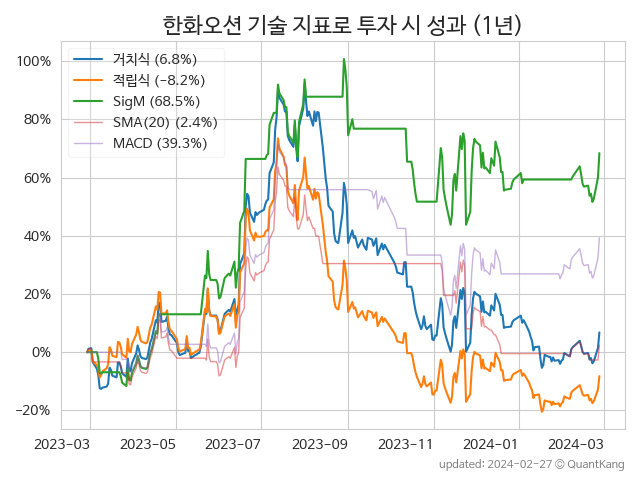 한화오션 기술 지표로 투자 시 성과 (1년)
거치식 (6.8%)
적립식 (−8.2%)
SigM (68.5%)
SMA(20) (2.4%)
MACD (39.3%)
100%
80%
60%
40%
20%
0%
−20%
2023-03 2023-05 2023-07 2023-09 2023-11 2024-01 2024-03
updated: 2024-02-27 © QuantKang